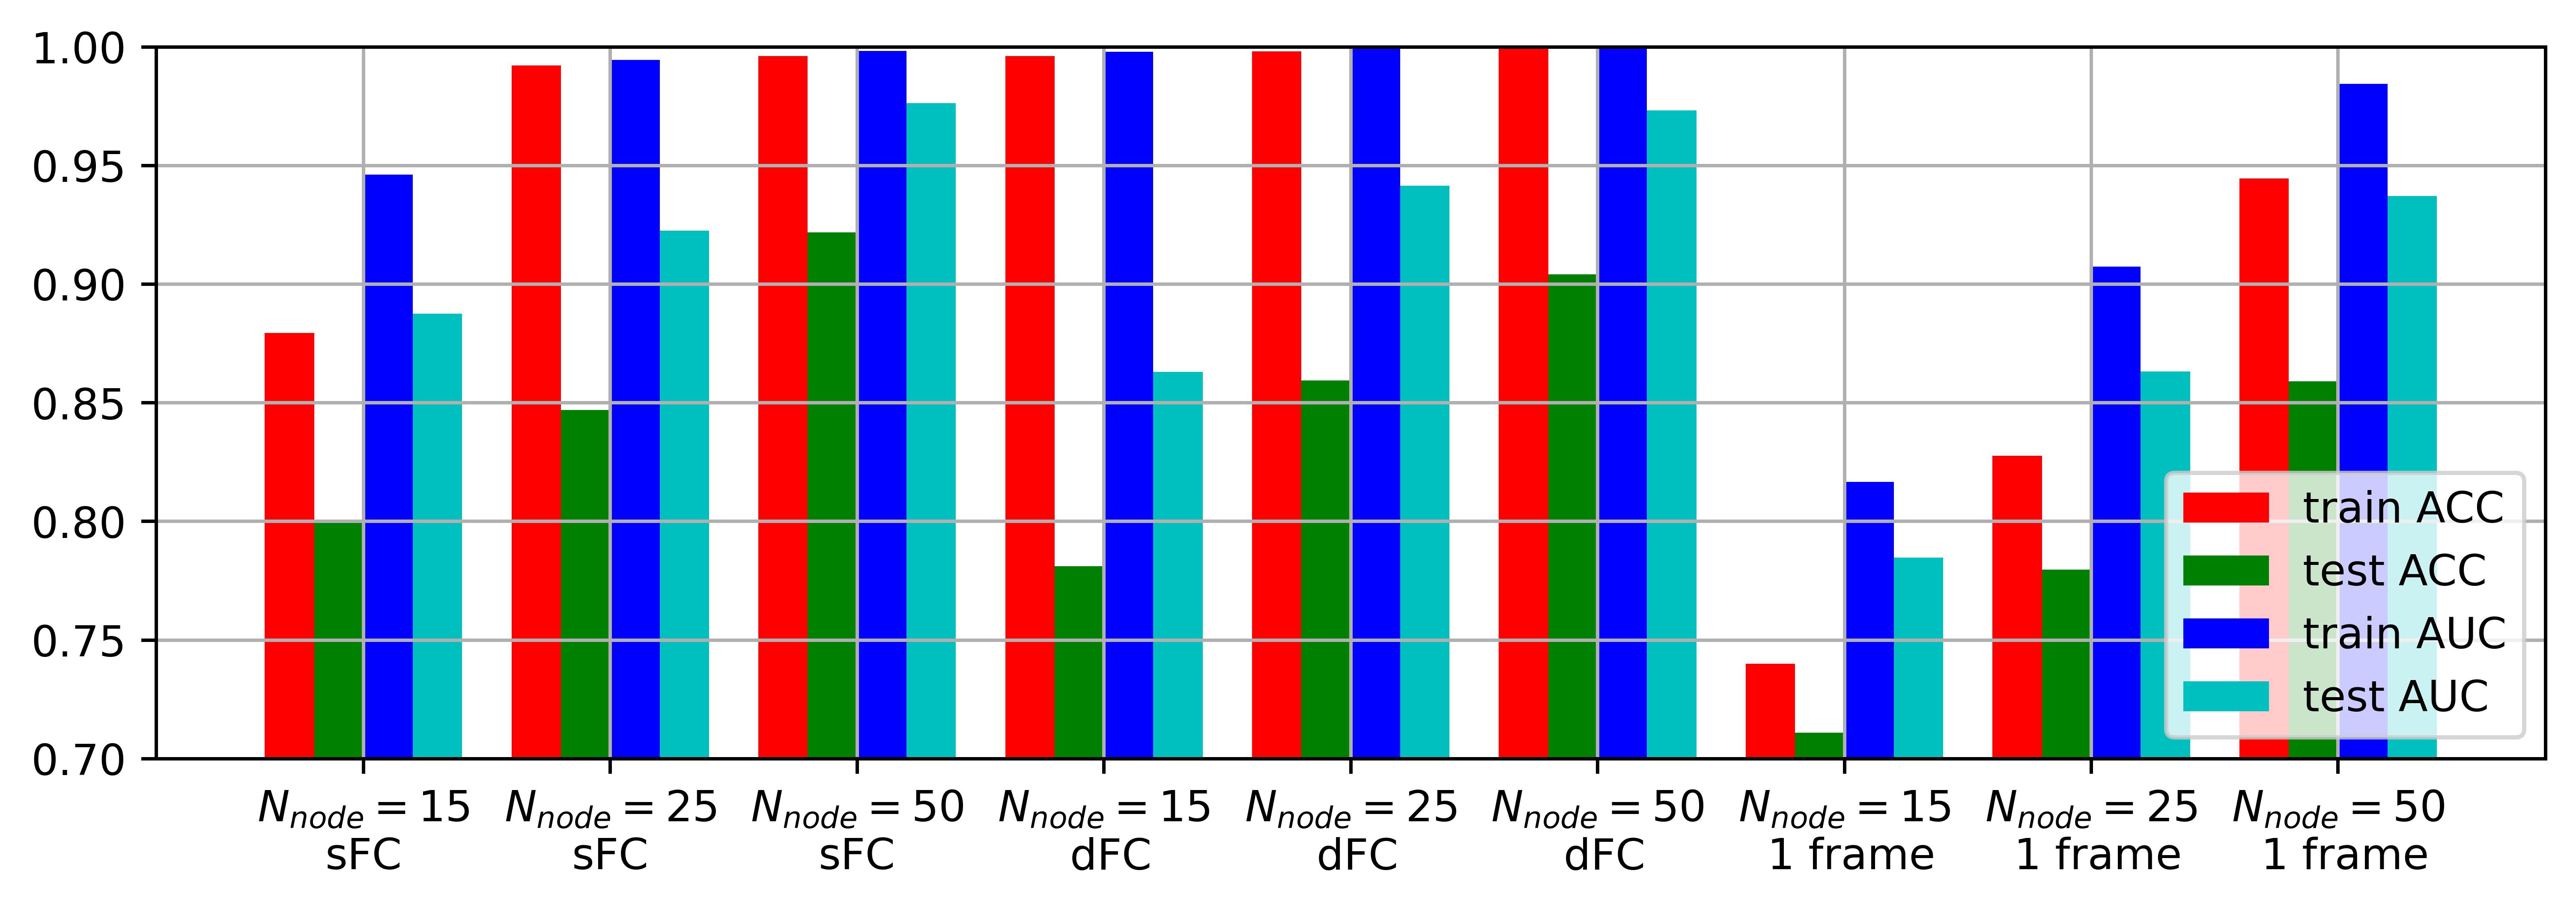 1.00
0.95
0.90
0.85
0.80
0.75
0.70
train ACC
test ACC
train AUC
test AUC
N_node = 15 N_node = 25 N_node = 50 N_node = 15 N_node = 25 N_node = 50 N_node = 15 N_node = 25 N_node = 50
sFC sFC sFC dFC dFC dFC 1 frame 1 frame 1 frame